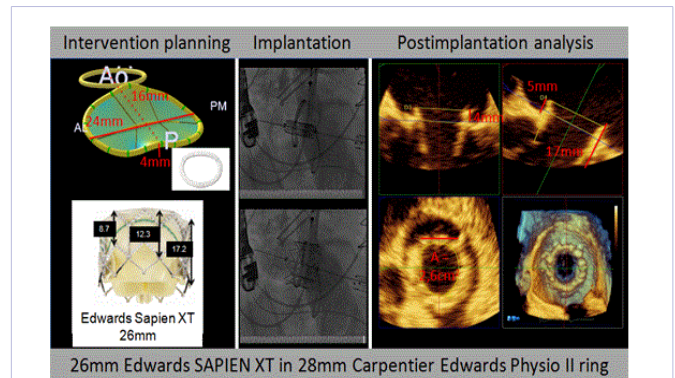 Intervention planning
Implantation
Postimplantation analysis
Ao
16mm
24mm
PM
P
4mm
8.7
12.3
17.2
Edwards Sapien XT
26mm
5mm
17mm
26mm Edwards SAPIEN XT in 28mm Carpentier Edwards Physio II ring